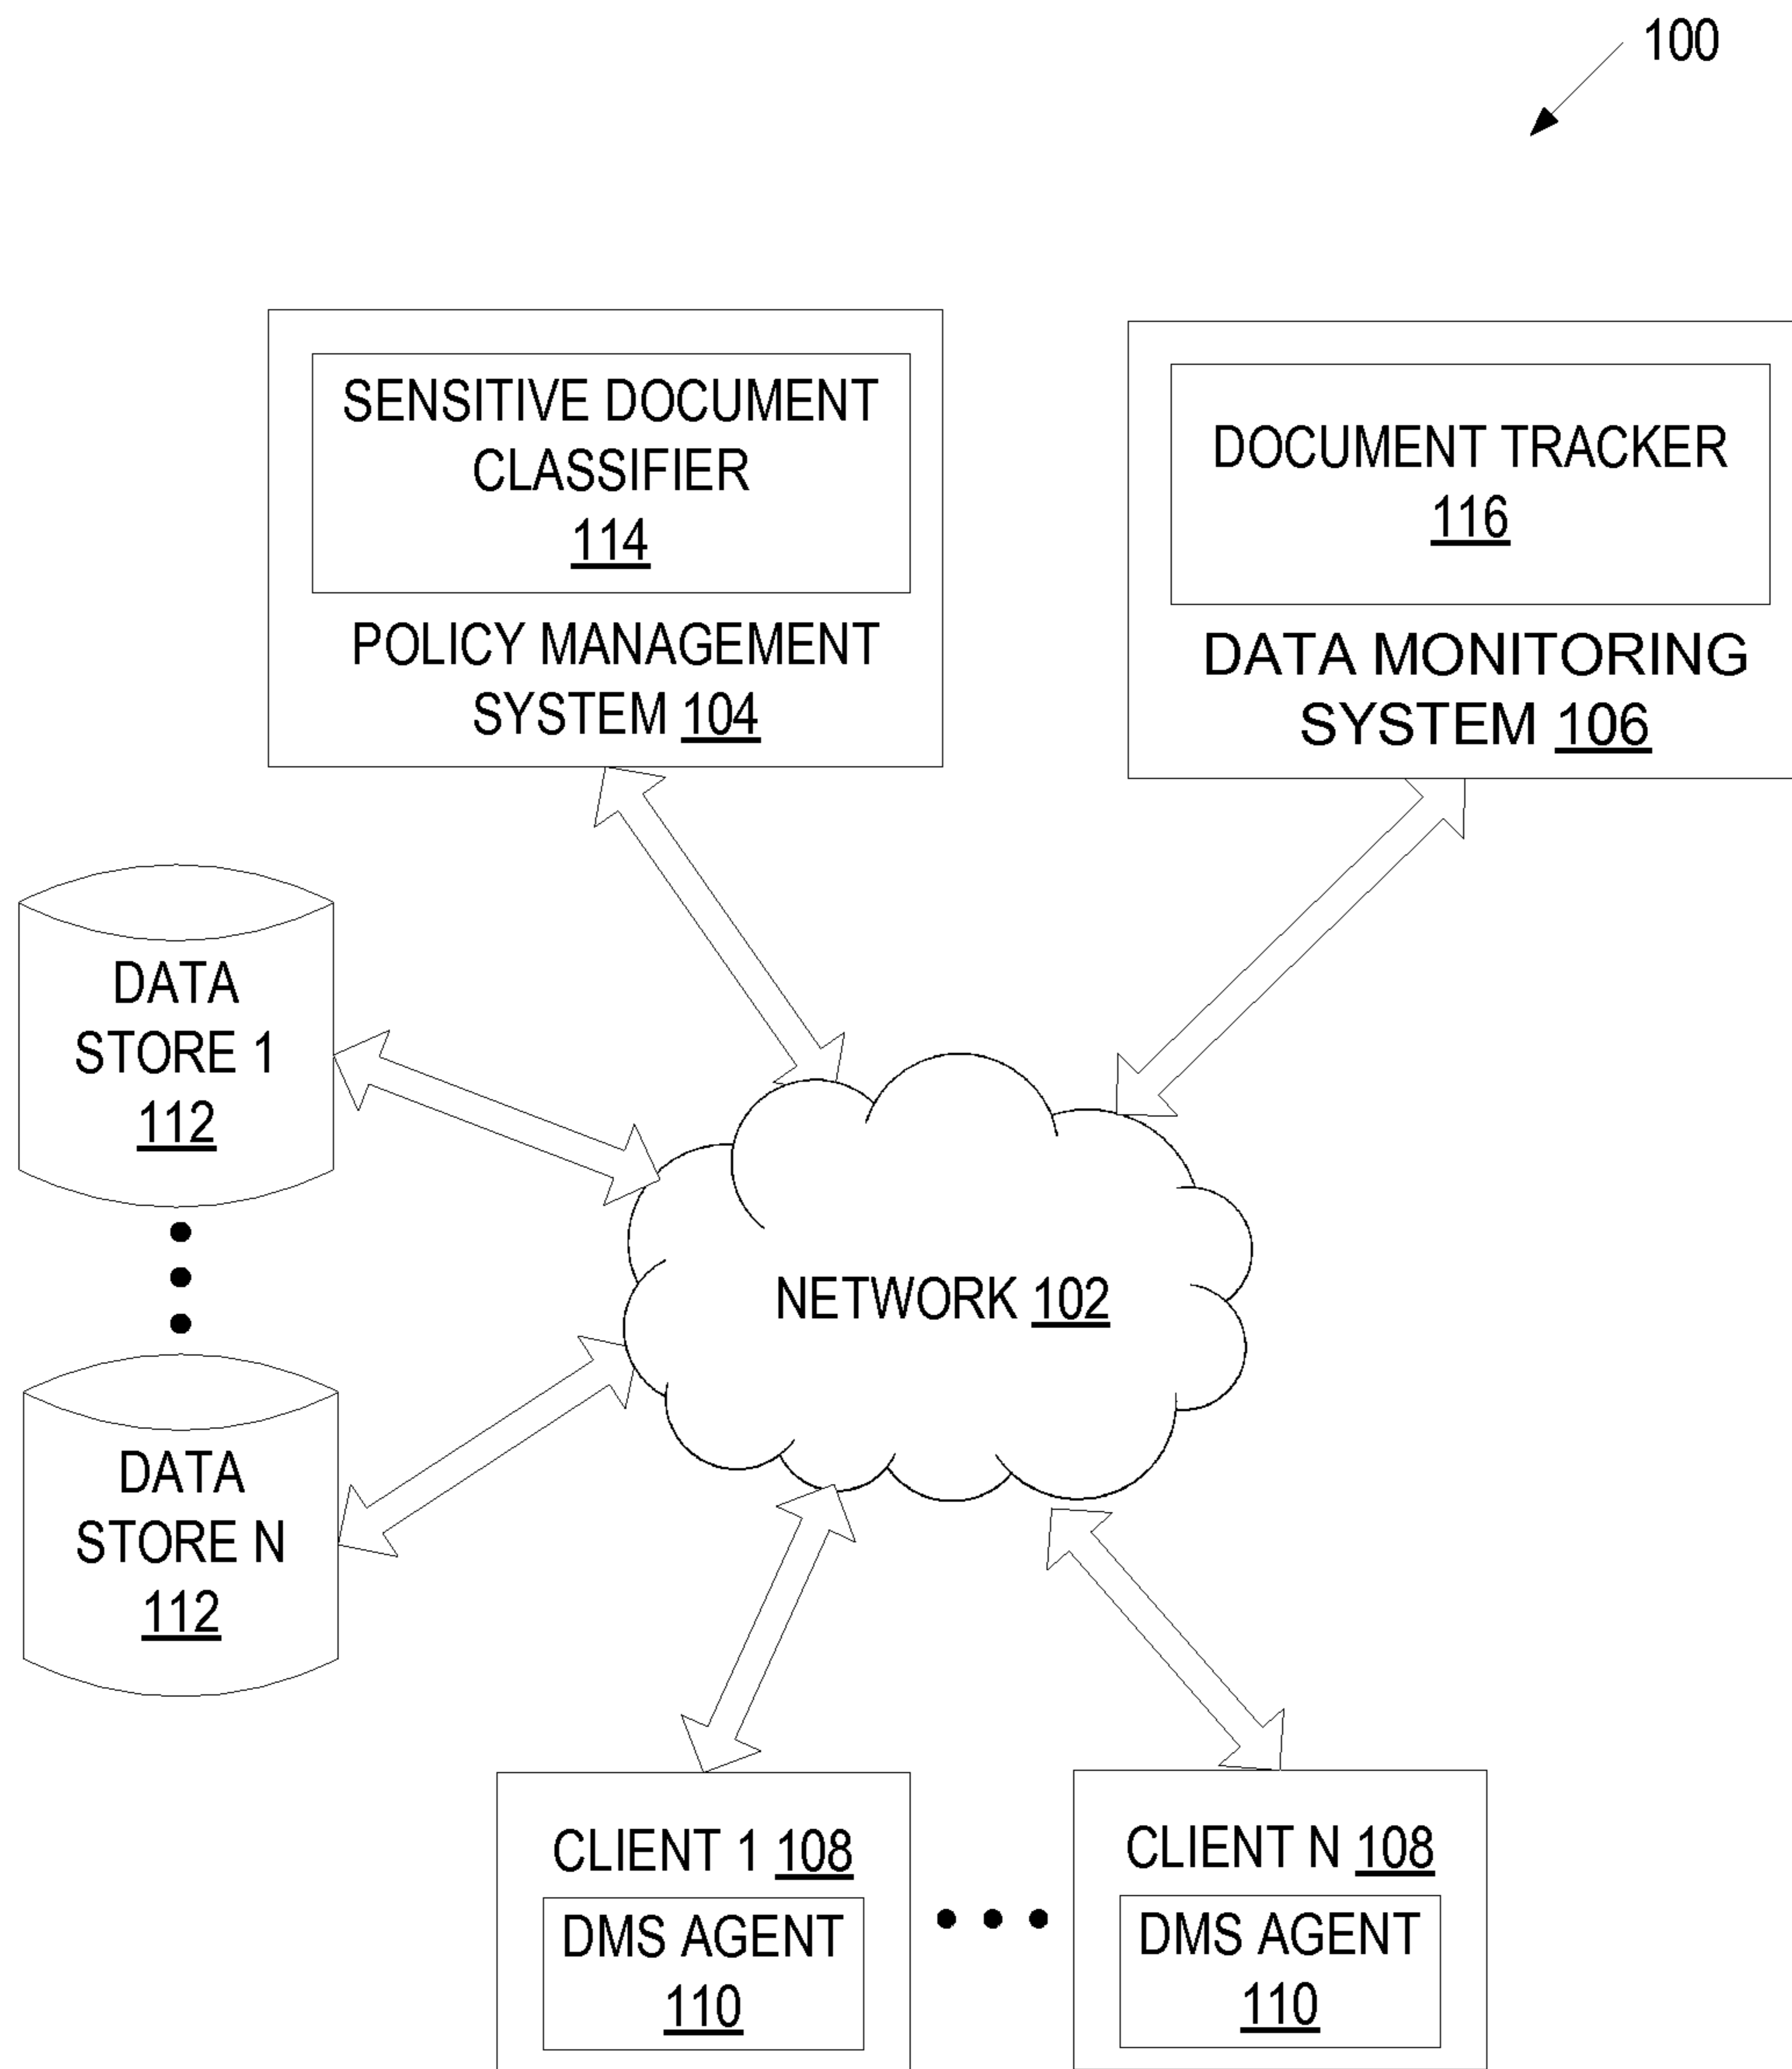 100
SENSITIVE DOCUMENT
CLASSIFIER
114
POLICY MANAGEMENT
SYSTEM 104
DOCUMENT TRACKER
116
DATA MONITORING
SYSTEM 106
DATA
STORE 1
112
NETWORK 102
DATA
STORE N
112
CLIENT 1 108
DMS AGENT
110
CLIENT N 108
DMS AGENT
110